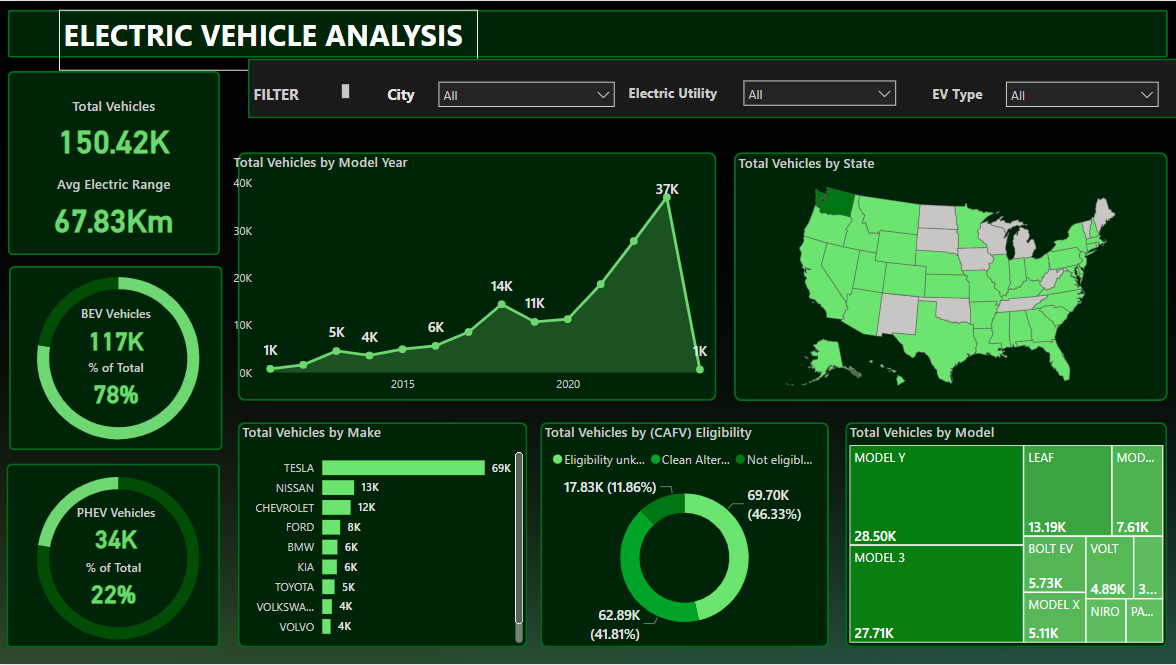 ELECTRIC VEHICLE ANALYSIS
FILTER
City
All
Electric Utility
All
EV Type
All
Total Vehicles
150.42K
Avg Electric Range
67.83Km
BEV Vehicles
117K
% of Total
78%
PHEV Vehicles
34K
% of Total
22%
Total Vehicles by Model Year
40K
30K
20K
10K
0K
1K
5K
4K
6K
14K
11K
37K
1K
2015
2020
Total Vehicles by State
Total Vehicles by Make
TESLA 69K
NISSAN 13K
CHEVROLET 12K
FORD 8K
BMW 6K
KIA 6K
TOYOTA 5K
VOLKSWA... 4K
VOLVO 4K
Total Vehicles by (CAFV) Eligibility
Eligibility unk... Clean Alter... Not eligibl...
17.83K (11.86%)
69.70K
(46.33%)
62.89K
(41.81%)
Total Vehicles by Model
MODEL Y
28.50K
MODEL 3
27.71K
LEAF
13.19K
MOD...
7.61K
BOLT EV
5.73K
VOLT
4.89K
3...
MODEL X
5.11K
NIRO
PA...